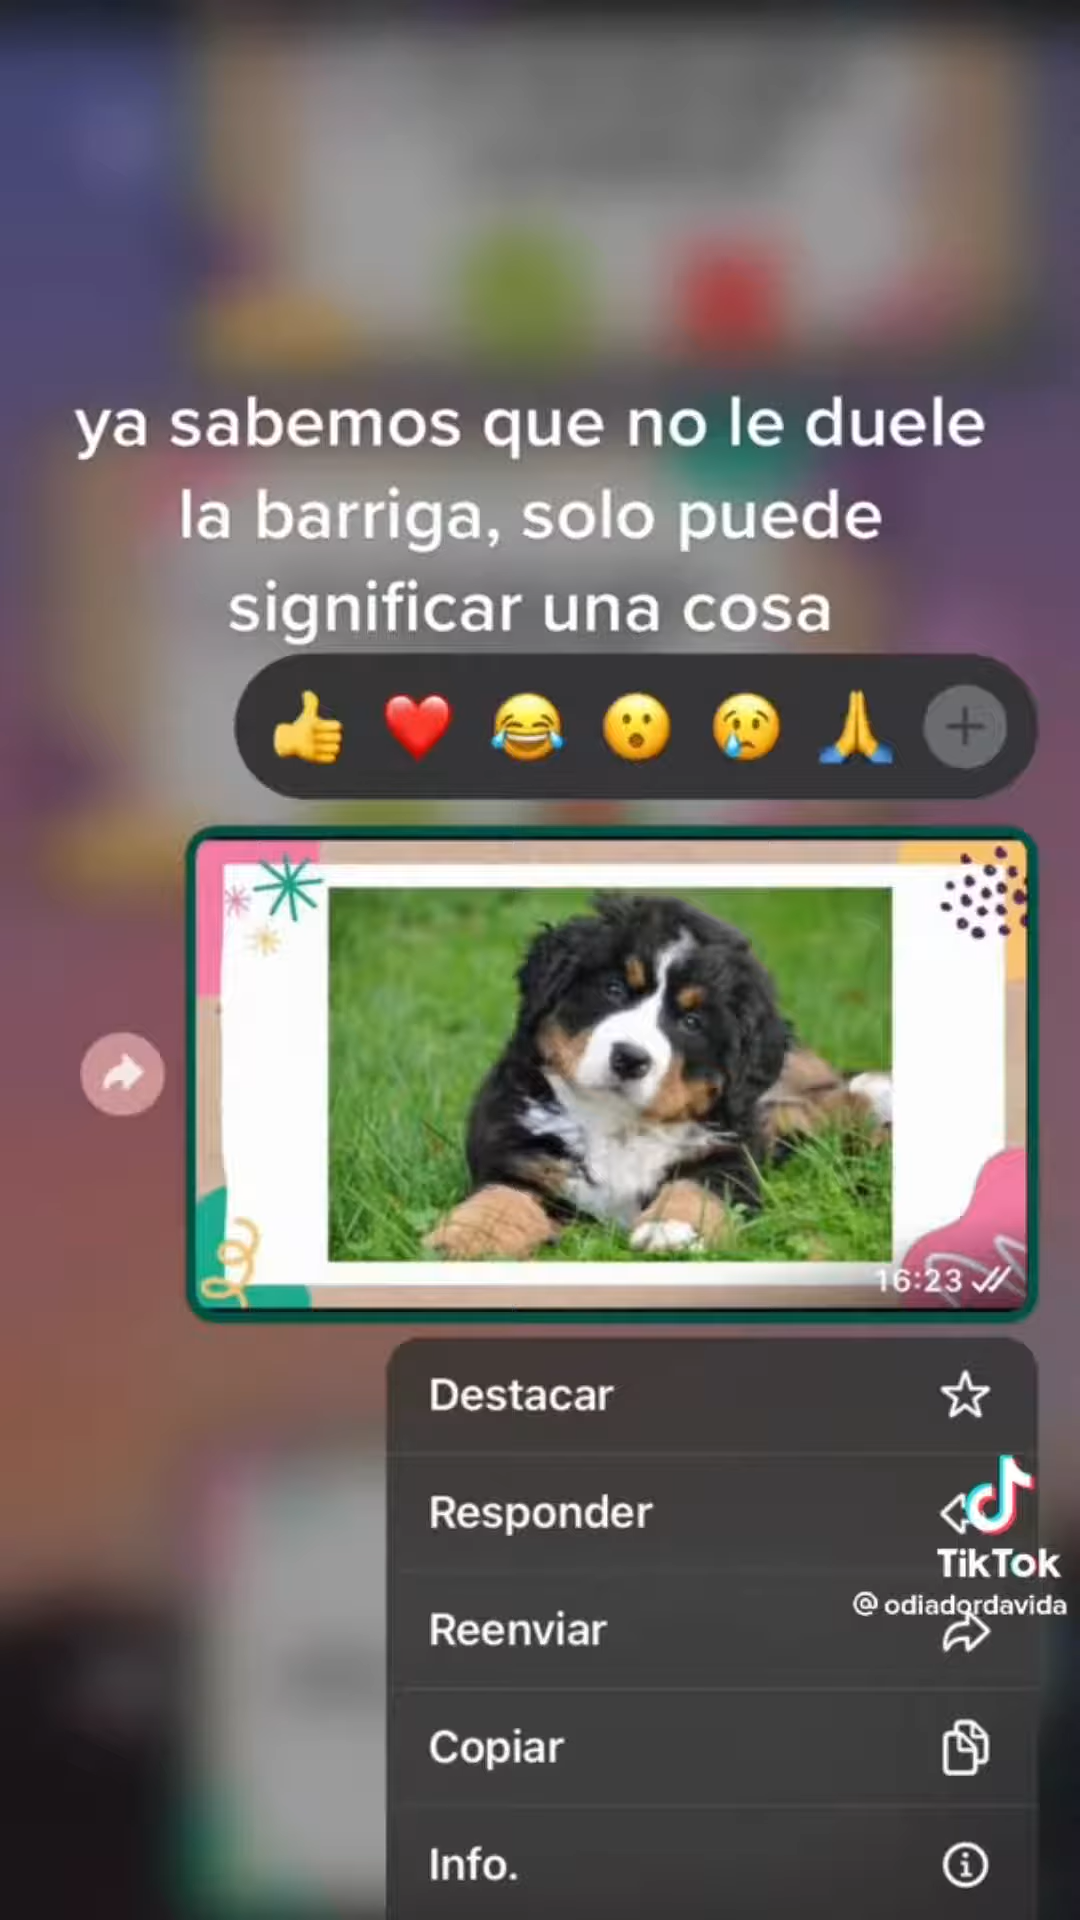 ya sabemos que no le duele
la barriga, solo puede
significar una cosa
16:23
Destacar
Responder
TikTok
@odiadordavida
Reenviar
Copiar
Info.